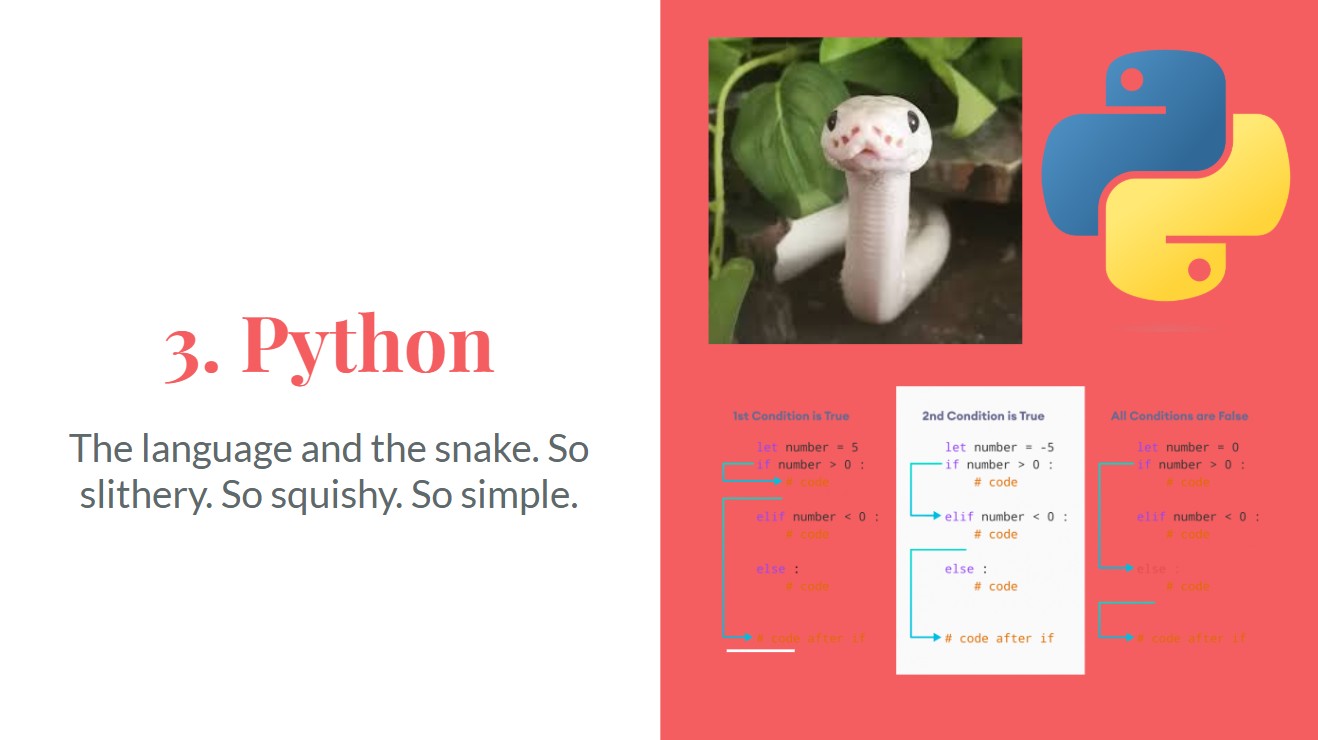 3. Python
The language and the snake. So
slithery. So squishy. So simple.
1st Condition is True
let number = 5
if number > 0 :
# code
elif number < 0 :
# code
else :
# code
# code after if
2nd Condition is True
let number = -5
if number > 0 :
# code
elif number < 0 :
# code
else :
# code
# code after if
All Conditions are False
let number = 0
if number > 0 :
# code
elif number < 0 :
# code
else :
# code
# code after if